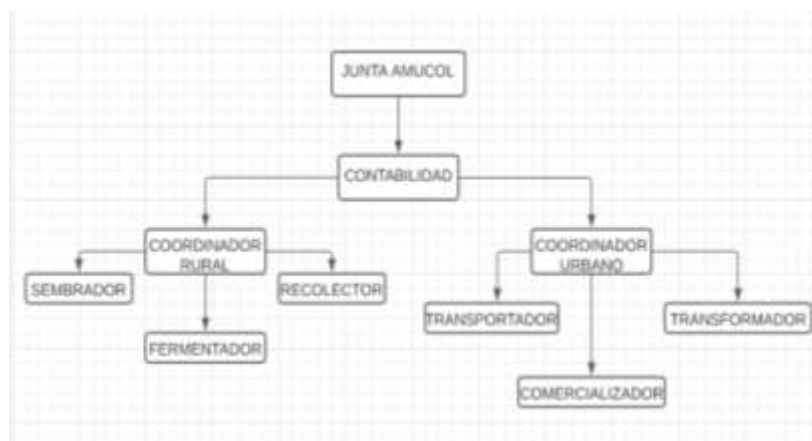 JUNTA AMUCOL
CONTABILIDAD
COORDINADOR
RURAL
COORDINADOR
URBANO
SEMBRADOR
RECOLECTOR
TRANSPORTADOR
TRANSFORMADOR
FERMENTADOR
COMERCIALIZADOR